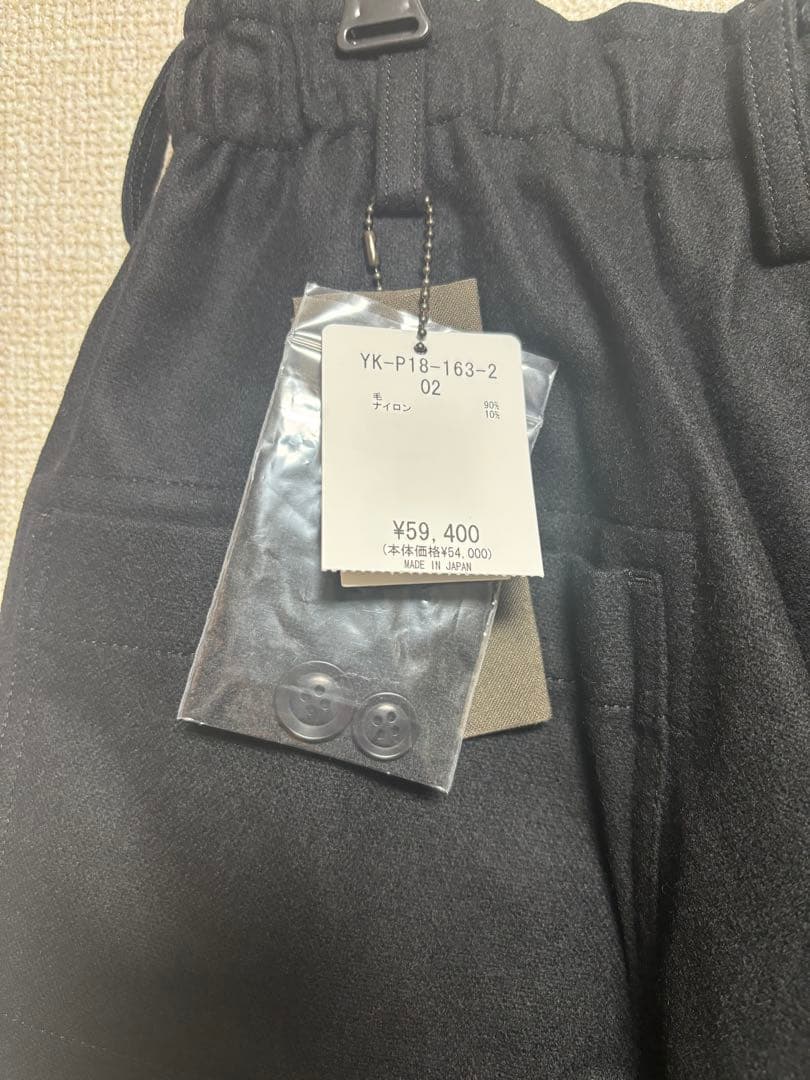 YK-P18-163-2
02
毛 90%
ナイロン 10%
¥59,400
(本体価格¥54,000)
MADE IN JAPAN